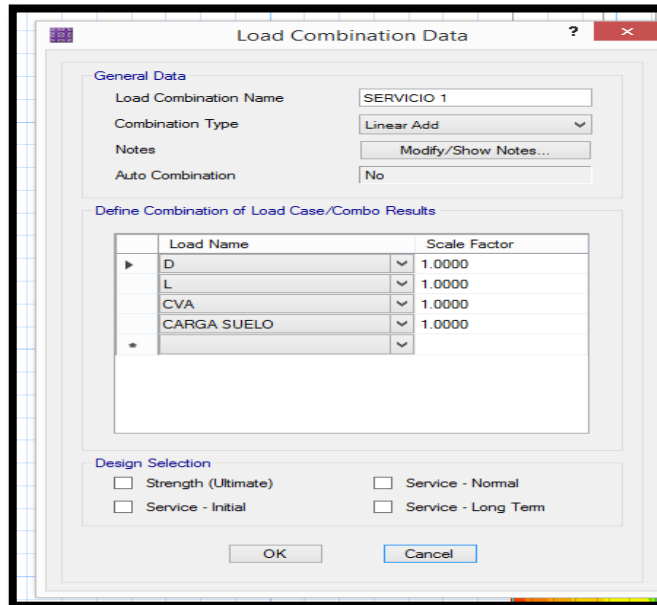 Load Combination Data ? ×
General Data
Load Combination Name SERVICIO 1
Combination Type Linear Add
Notes Modify/Show Notes...
Auto Combination No
Define Combination of Load Case/Combo Results
Load Name Scale Factor
D 1.0000
L 1.0000
CVA 1.0000
CARGA SUELO 1.0000
*
Design Selection
Strength (Ultimate) Service - Normal
Service - Initial Service - Long Term
OK Cancel